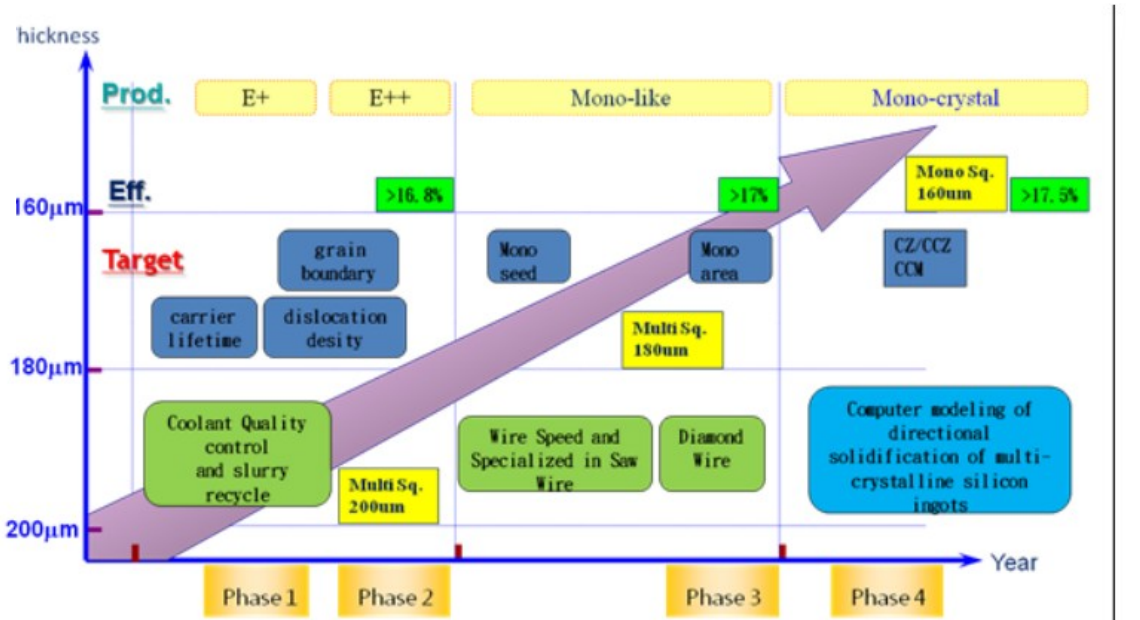 hickness
Prod.
E+
E++
Mono-like
Mono-crystal
Eff.
>16.8%
>17%
Mono Sq.
160um
>17.5%
160μm
Target
grain
boundary
Mono
seed
Mono
area
CZ/CCZ
CCM
carrier
lifetime
dislocation
desity
Multi Sq.
180um
180μm
Coolant Quality
control
and slurry
recycle
Multi Sq.
200um
Wire Speed and
Specialized in Saw
Wire
Diamond
Wire
Computer modeling of
directional
solidification of multi-
crystalline silicon
ingots
200μm
Year
Phase 1
Phase 2
Phase 3
Phase 4